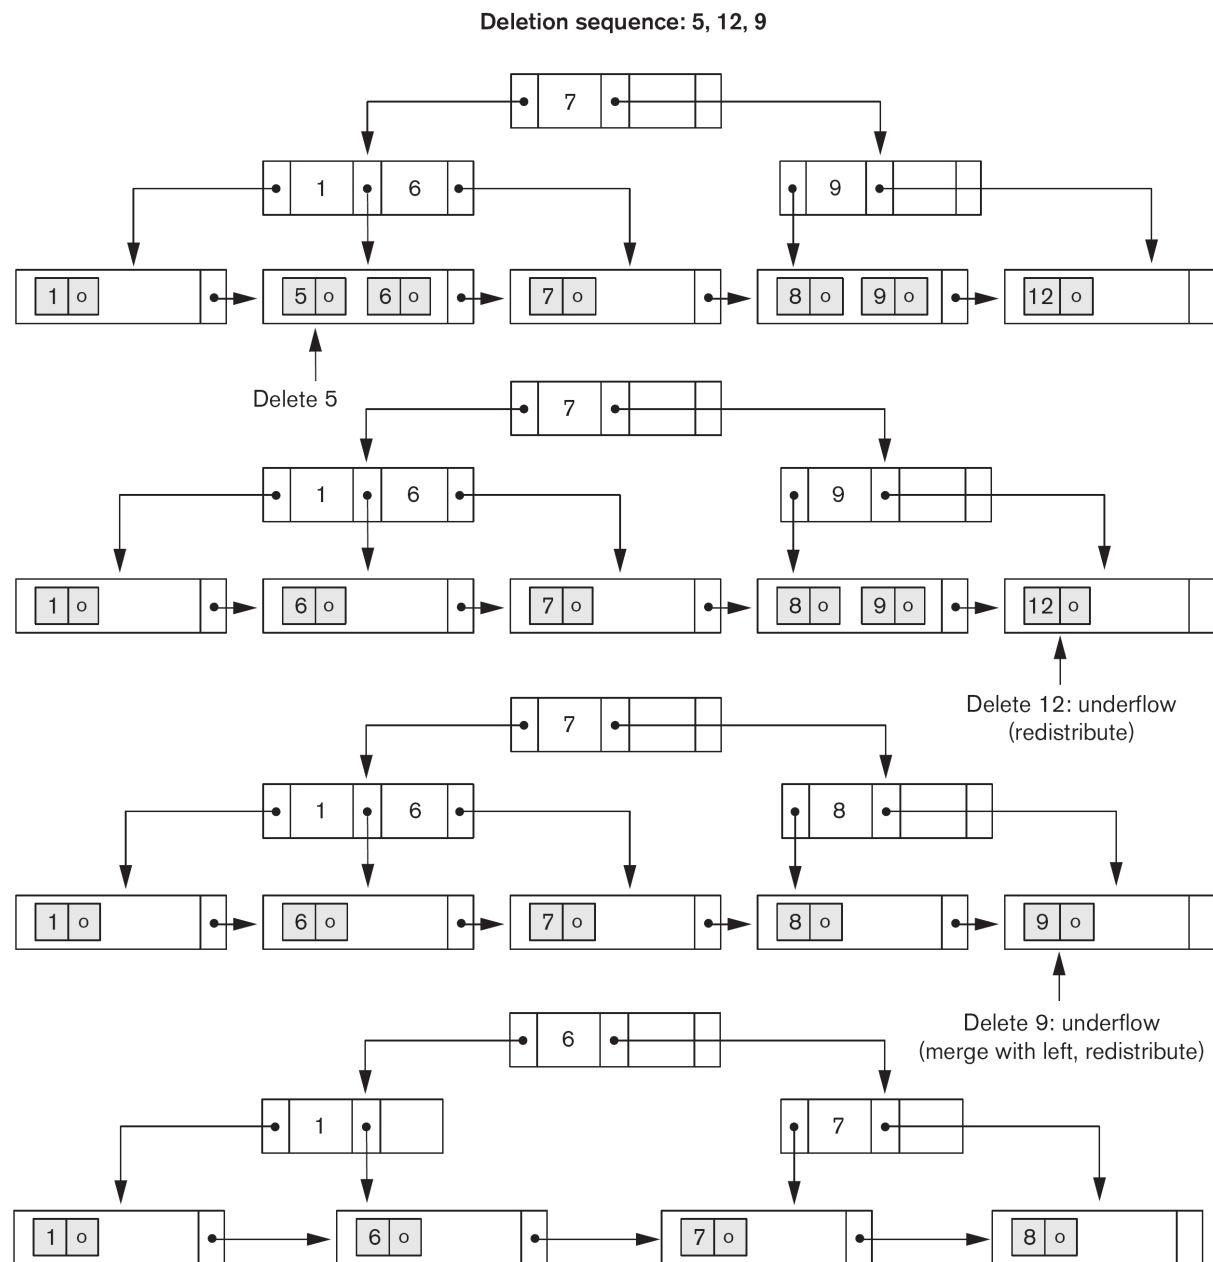 Deletion sequence: 5, 12, 9
7
1 6 9
1 o 5 o 6 o 7 o 8 o 9 o 12 o
Delete 5
7
1 6 9
1 o 6 o 7 o 8 o 9 o 12 o
Delete 12: underflow
(redistribute)
7
1 6 8
1 o 6 o 7 o 8 o 9 o
Delete 9: underflow
(merge with left, redistribute)
6
1 7
1 o 6 o 7 o 8 o